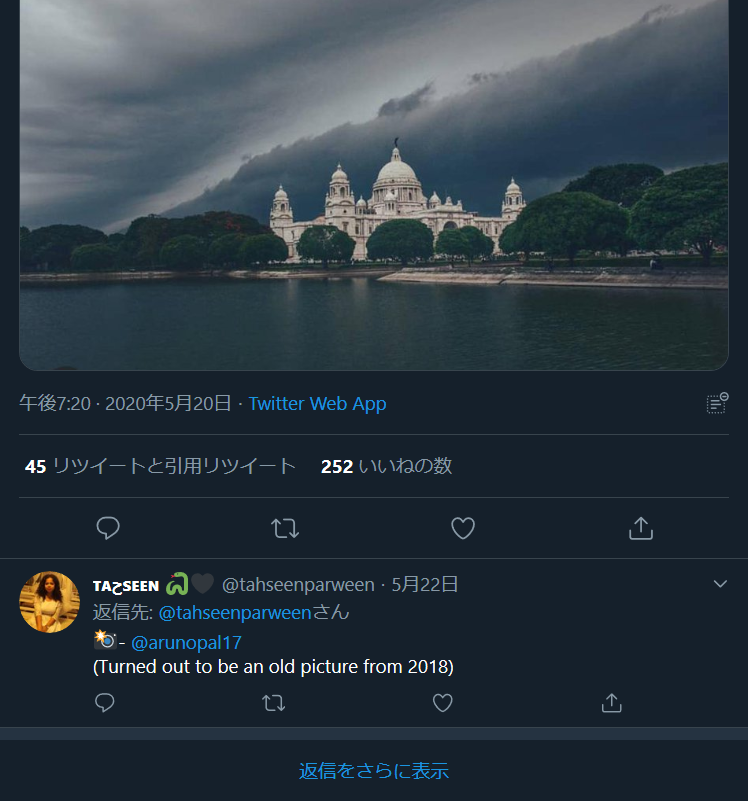 午後7:20 · 2020年5月20日 · Twitter Web App
45 リツイートと引用リツイート 252 いいねの数
TAÇSEEN @tahseenparween · 5月22日
返信先: @tahseenparweenさん
- @arunopal17
(Turned out to be an old picture from 2018)
返信をさらに表示